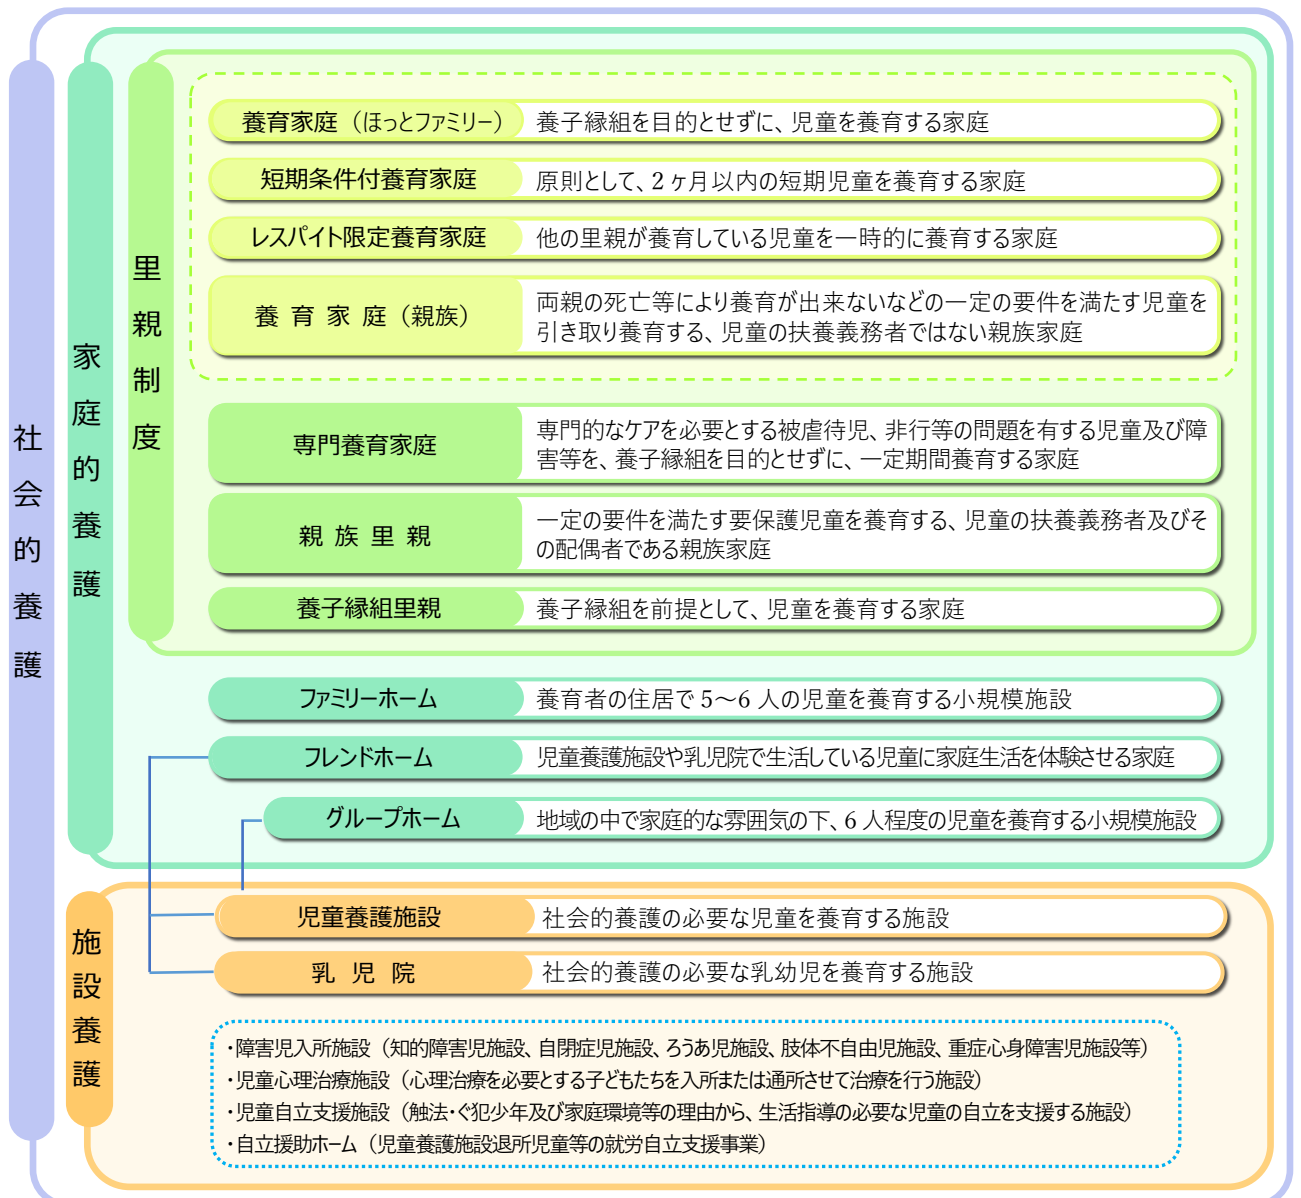 社会的養護
家庭的養護
里親制度
養育家庭（ほっとファミリー）
養子縁組を目的とせずに、児童を養育する家庭
短期条件付養育家庭
原則として、2ヶ月以内の短期児童を養育する家庭
レスパイト限定養育家庭
他の里親が養育している児童を一時的に養育する家庭
養育家庭（親族）
両親の死亡等により養育が出来ないなどの一定の要件を満たす児童を
引き取り養育する、児童の扶養義務者ではない親族家庭
専門養育家庭
専門的なケアを必要とする被虐待児、非行等の問題を有する児童及び障
害等を、養子縁組を目的とせずに、一定期間養育する家庭
親族里親
一定の要件を満たす要保護児童を養育する、児童の扶養義務者及びそ
の配偶者である親族家庭
養子縁組里親
養子縁組を前提として、児童を養育する家庭
ファミリーホーム
養育者の住居で5～6人の児童を養育する小規模施設
フレンドホーム
児童養護施設や乳児院で生活している児童に家庭生活を体験させる家庭
グループホーム
地域の中で家庭的な雰囲気の下、6人程度の児童を養育する小規模施設
施設養護
児童養護施設
社会的養護の必要な児童を養育する施設
乳児院
社会的養護の必要な乳幼児を養育する施設
・障害児入所施設（知的障害児施設、自閉症児施設、ろうあ児施設、肢体不自由児施設、重症心身障害児施設等）
・児童心理治療施設（心理治療を必要とする子どもたちを入所または通所させて治療を行う施設）
・児童自立支援施設（触法・ぐ犯少年及び家庭環境等の理由から、生活指導の必要な児童の自立を支援する施設）
・自立援助ホーム（児童養護施設退所児童等の就労自立支援事業）